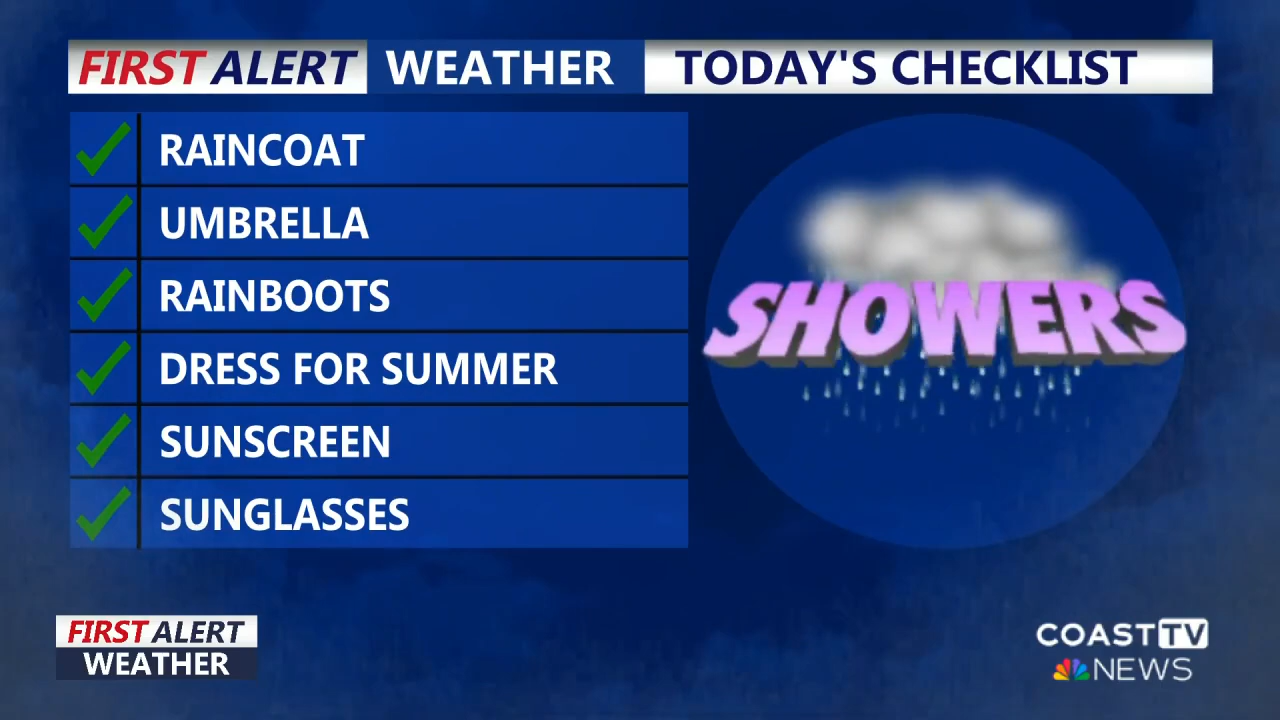 FIRST ALERT WEATHER TODAY'S CHECKLIST
RAINCOAT
UMBRELLA
RAINBOOTS
DRESS FOR SUMMER
SUNSCREEN
SUNGLASSES
SHOWERS
FIRST ALERT
WEATHER
COAST TV
NEWS